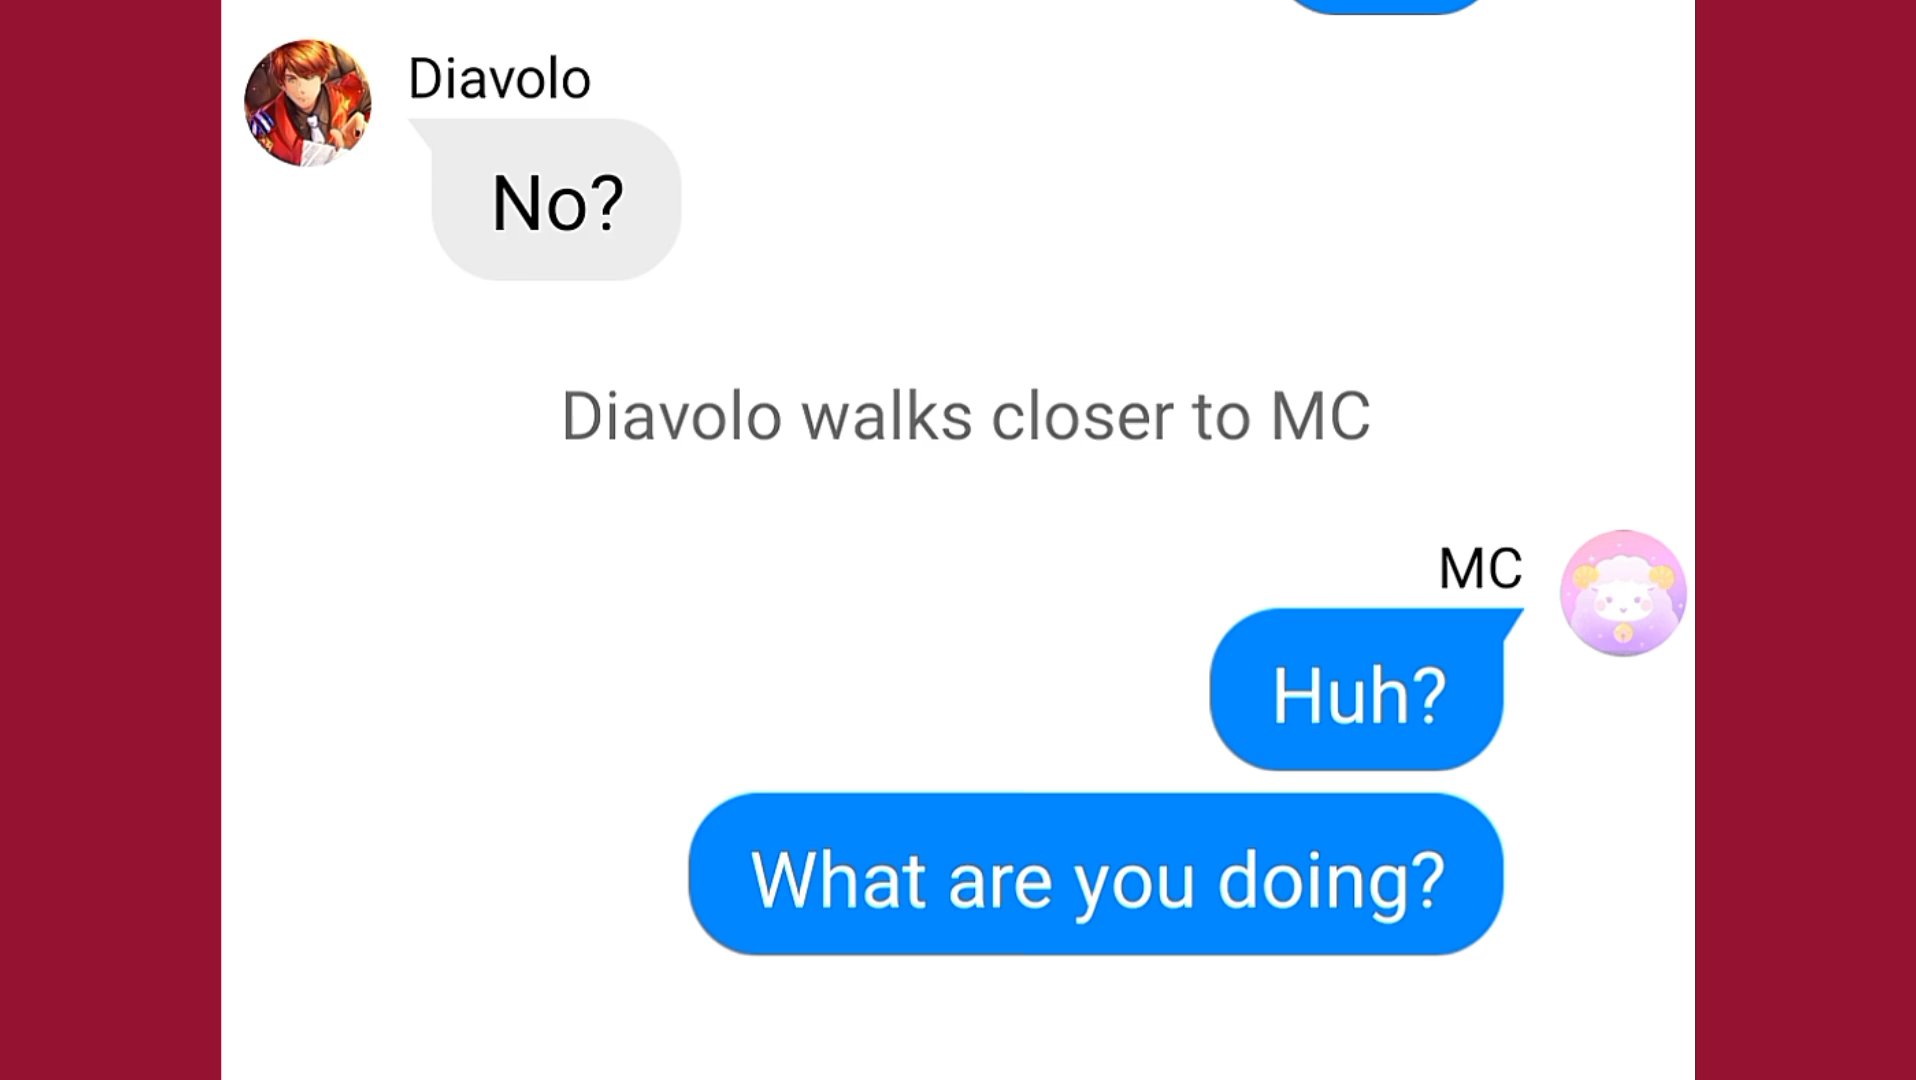 Diavolo
No?
Diavolo walks closer to MC
MC
Huh?
What are you doing?